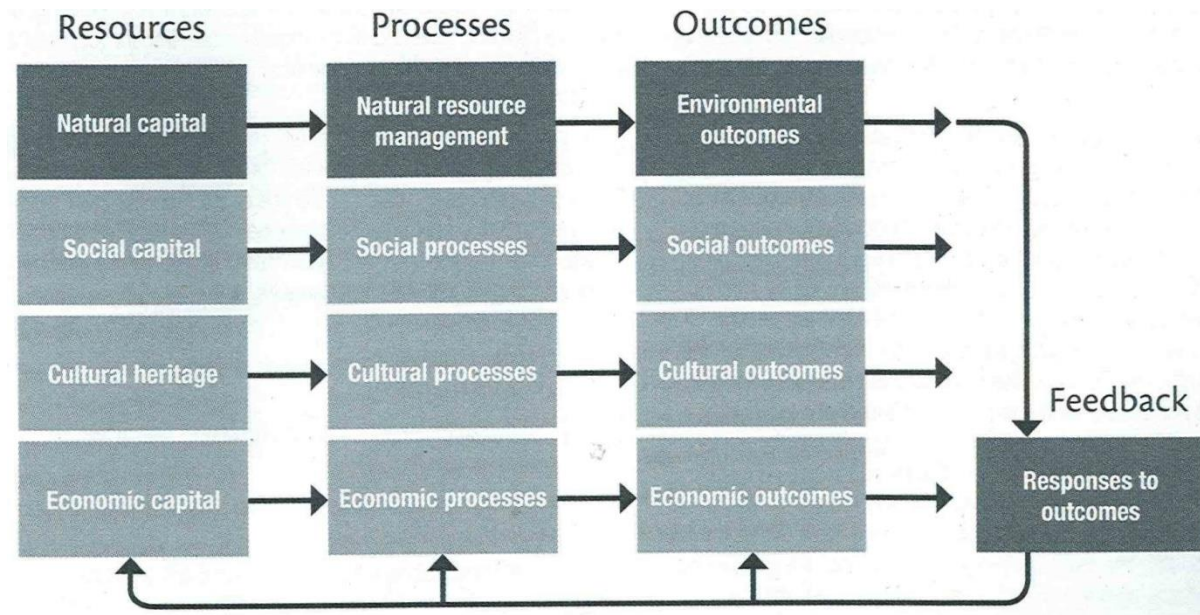 Resources
Processes
Outcomes
Natural capital
Natural resource
management
Environmental
outcomes
Social capital
Social processes
Social outcomes
Cultural heritage
Cultural processes
Cultural outcomes
Feedback
Economic capital
Economic processes
Economic outcomes
Responses to
outcomes